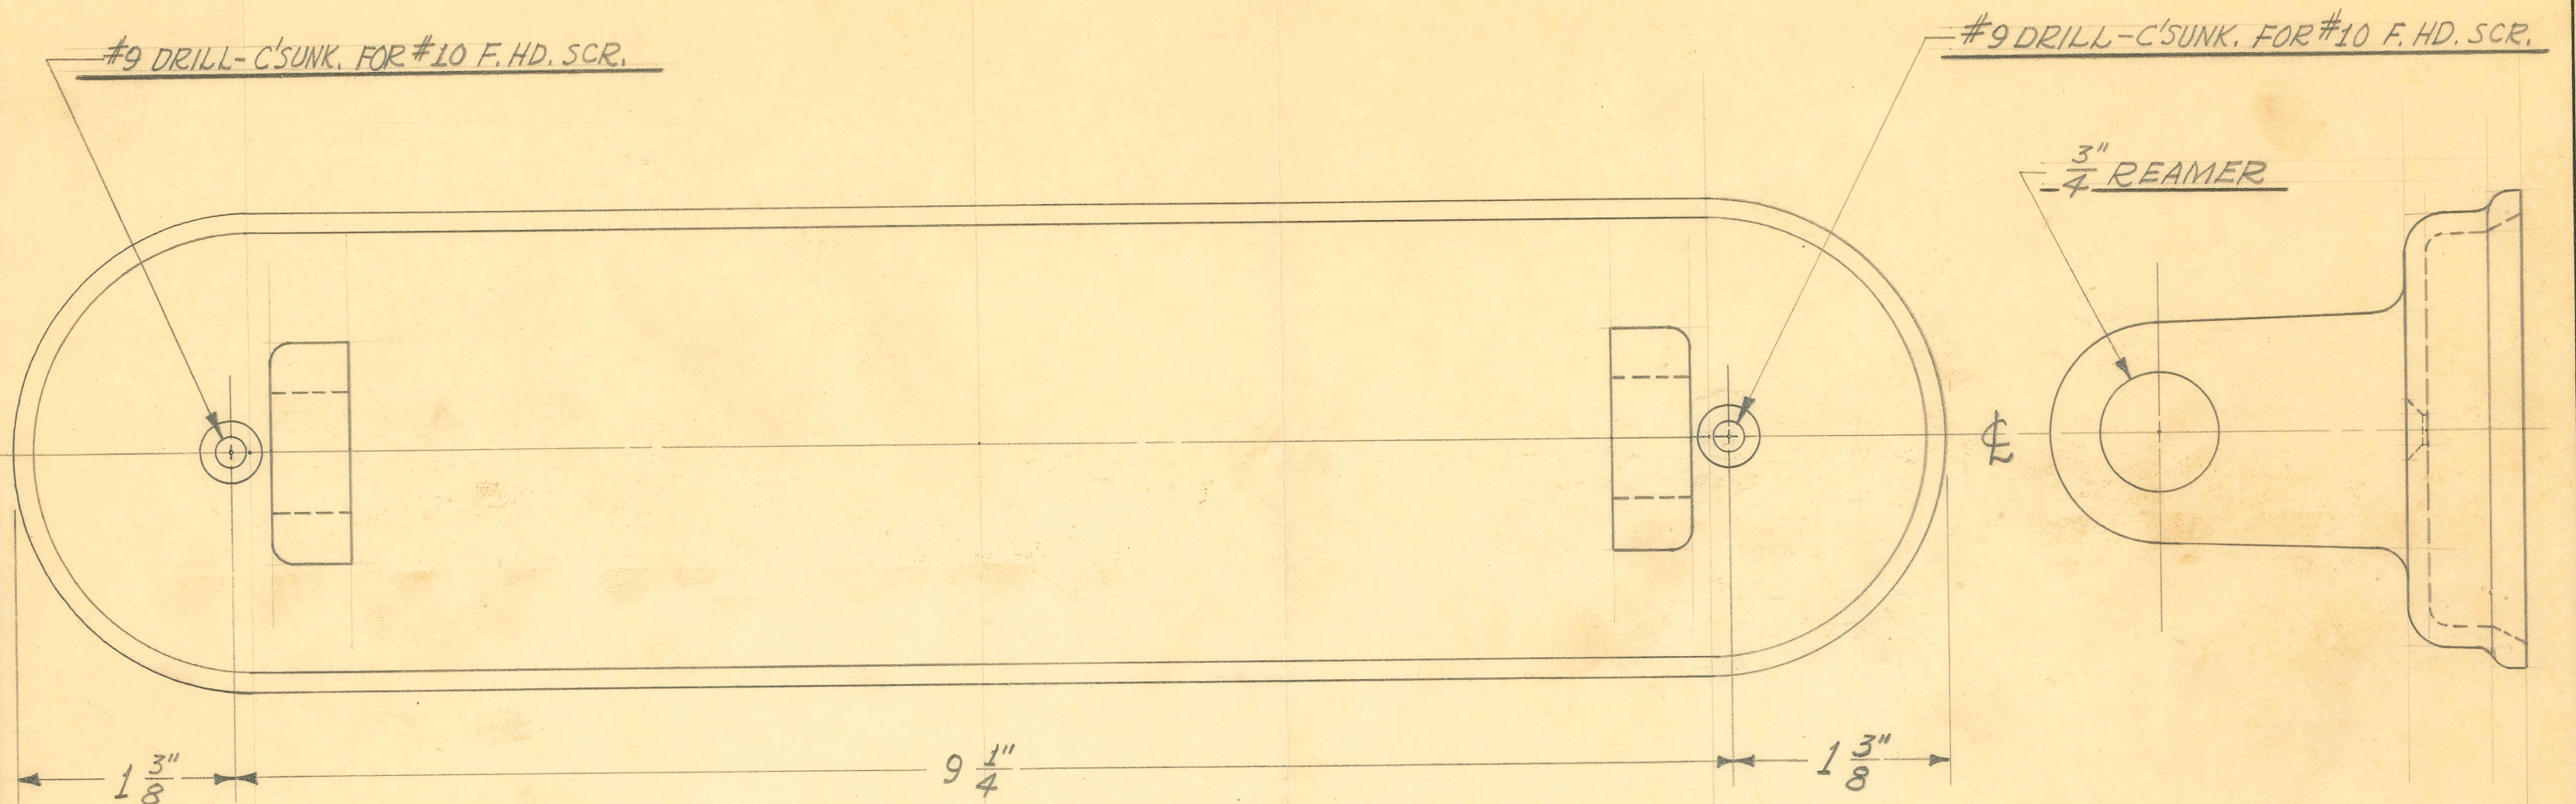 #9 DRILL-C'SUNK. FOR #10 F. HD. SCR.
#9 DRILL-C'SUNK. FOR #10 F. HD. SCR.
3/4" REAMER
℄
1 3/8"
9 1/4"
1 3/8"